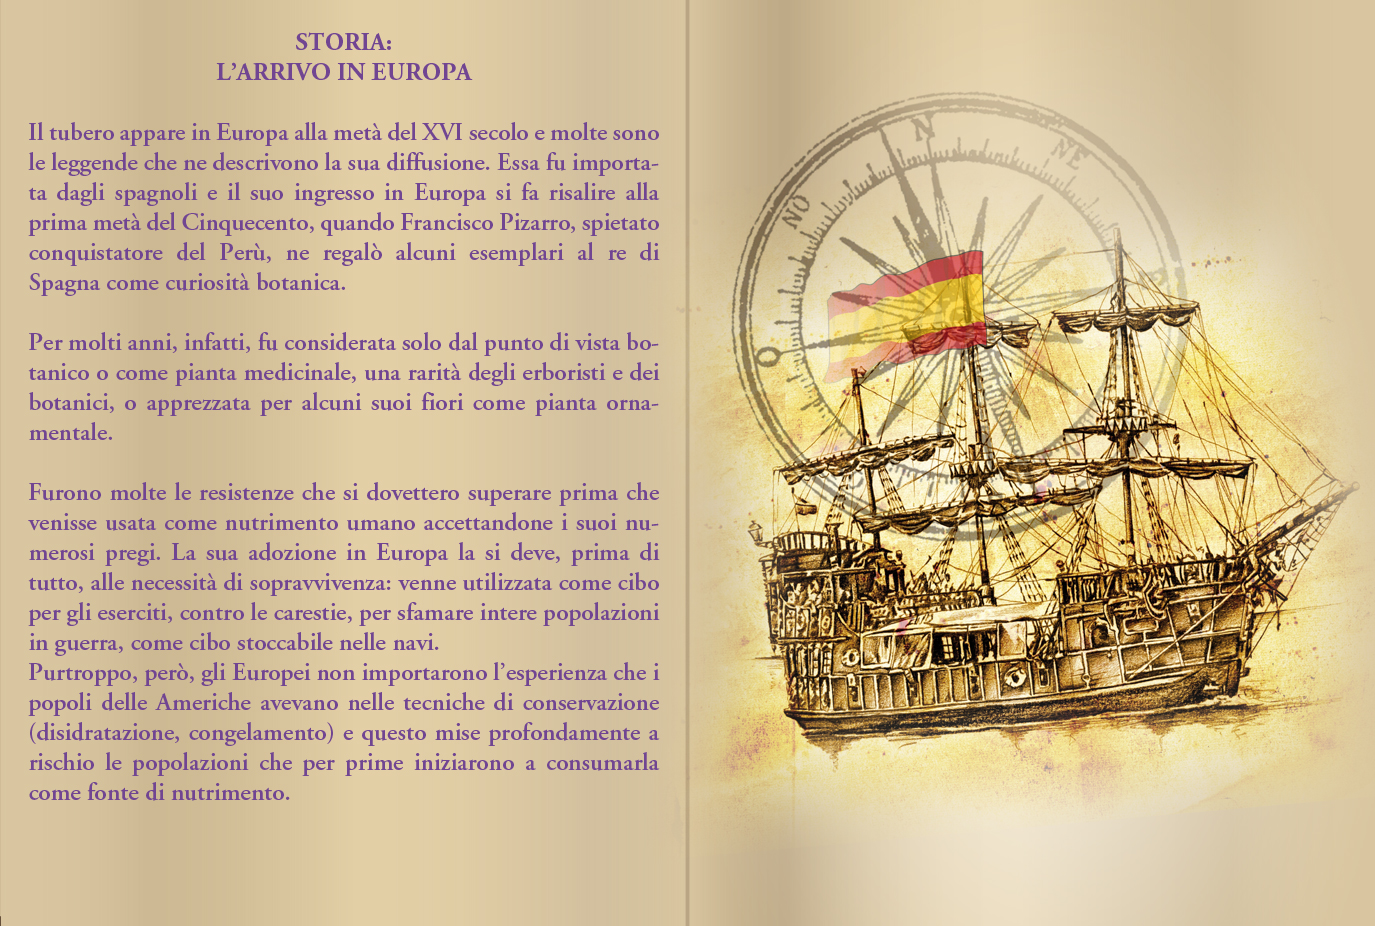 STORIA:
L’ARRIVO IN EUROPA
Il tubero appare in Europa alla metà del XVI secolo e molte sono
le leggende che ne descrivono la sua diffusione. Essa fu importa-
ta dagli spagnoli e il suo ingresso in Europa si fa risalire alla
prima metà del Cinquecento, quando Francisco Pizarro, spietato
conquistatore del Perù, ne regalò alcuni esemplari al re di
Spagna come curiosità botanica.
Per molti anni, infatti, fu considerata solo dal punto di vista bo-
tanico o come pianta medicinale, una rarità degli erboristi e dei
botanici, o apprezzata per alcuni suoi fiori come pianta orna-
mentale.
Furono molte le resistenze che si dovettero superare prima che
venisse usata come nutrimento umano accettandone i suoi nu-
merosi pregi. La sua adozione in Europa la si deve, prima di
tutto, alle necessità di sopravvivenza: venne utilizzata come cibo
per gli eserciti, contro le carestie, per sfamare intere popolazioni
in guerra, come cibo stoccabile nelle navi.
Purtroppo, però, gli Europei non importarono l’esperienza che i
popoli delle Americhe avevano nelle tecniche di conservazione
(disidratazione, congelamento) e questo mise profondamente a
rischio le popolazioni che per prime iniziarono a consumarla
come fonte di nutrimento.
N
NE
NO
O